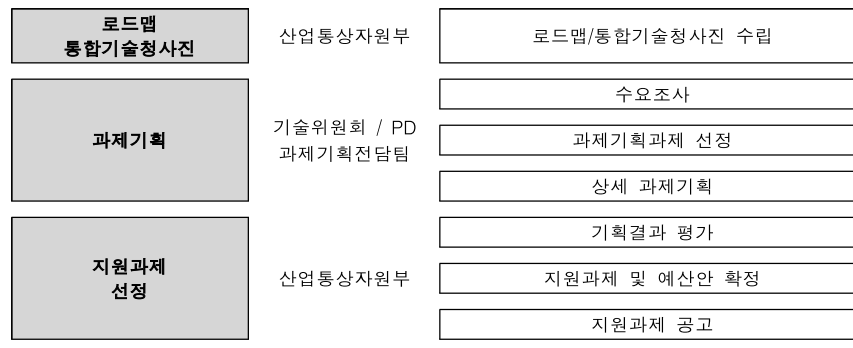 로드맵
통합기술청사진
산업통상자원부
로드맵/통합기술청사진 수립
과제기획
기술위원회 / PD
과제기획전담팀
수요조사
과제기획과제 선정
상세 과제기획
지원과제
선정
산업통상자원부
기획결과 평가
지원과제 및 예산안 확정
지원과제 공고